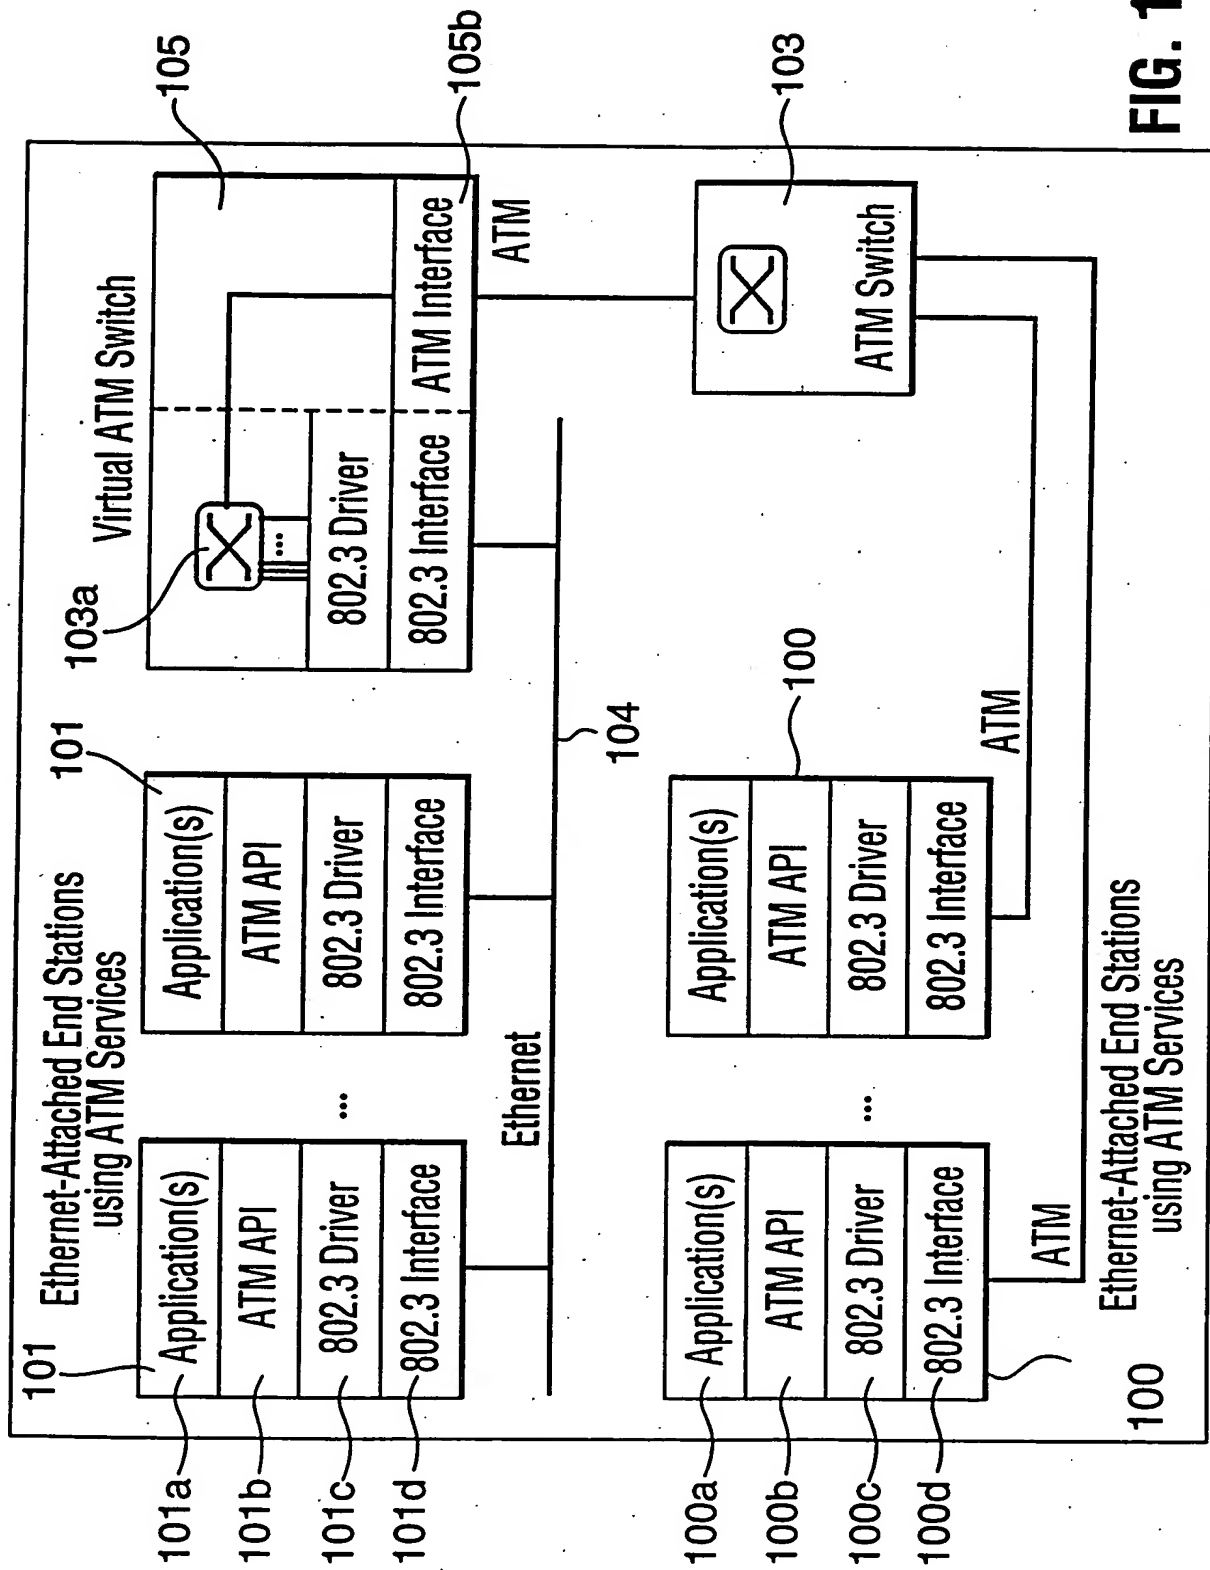 Ethernet-Attached End Stations
using ATM Services
Virtual ATM Switch
101
101
103a
105
105b
101a
Application(s)
101b
ATM API
101c
802.3 Driver
101d
802.3 Interface
...
Application(s)
ATM API
802.3 Driver
802.3 Interface
...
802.3 Driver
802.3 Interface
ATM Interface
Ethernet
104
ATM
100a
Application(s)
100b
ATM API
100c
802.3 Driver
100d
802.3 Interface
...
Application(s)
ATM API
802.3 Driver
802.3 Interface
100
ATM Switch
103
ATM
ATM
100
Ethernet-Attached End Stations
using ATM Services
FIG. 1